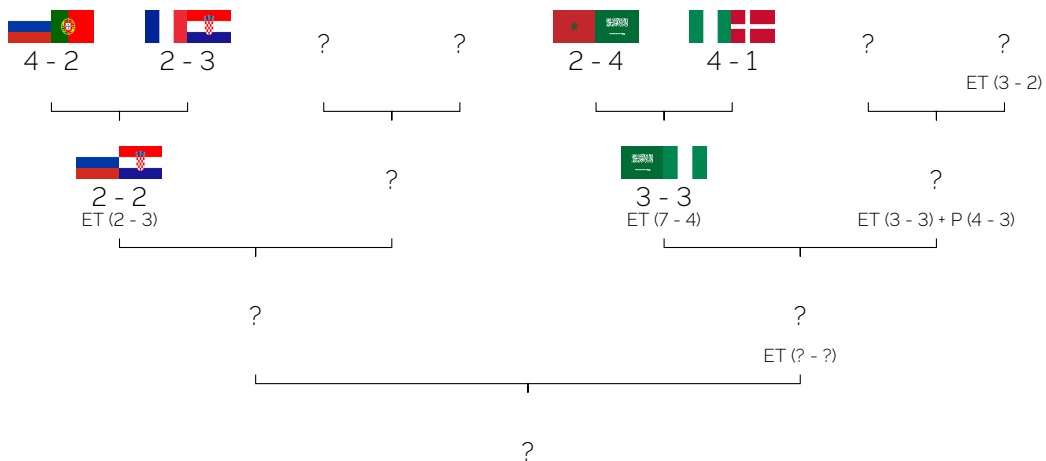 4 - 2 2 - 3 ? ? 2 - 4 4 - 1 ? ?
ET (3 - 2)
? ?
2 - 2 3 - 3
ET (2 - 3) ET (7 - 4) ET (3 - 3) + P (4 - 3)
? ?
ET (? - ?)
?